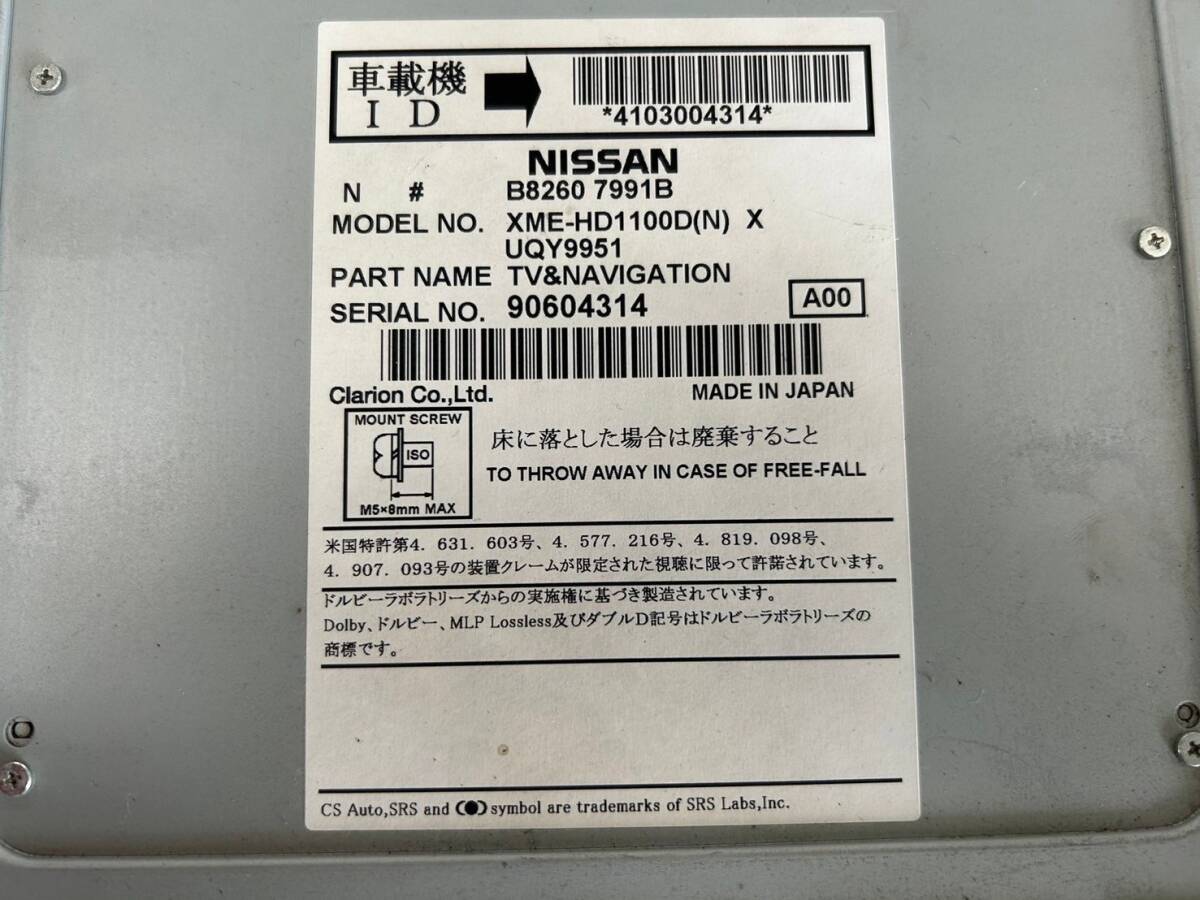 車載機
ID
*4103004314*
NISSAN
N # B8260 7991B
MODEL NO. XME-HD1100D(N) X
UQY9951
PART NAME TV&NAVIGATION
SERIAL NO. 90604314
A00
Clarion Co.,Ltd. MADE IN JAPAN
MOUNT SCREW
ISO
M5×8mm MAX
床に落とした場合は廃棄すること
TO THROW AWAY IN CASE OF FREE-FALL
米国特許第4. 631. 603号、4. 577. 216号、4. 819. 098号、
4. 907. 093号の装置クレームが限定された視聴に限って許諾されています。
ドルビーラボラトリーズからの実施権に基づき製造されています。
Dolby、ドルビー、MLP Lossless及びダブルD記号はドルビーラボラトリーズの
商標です。
CS Auto,SRS and symbol are trademarks of SRS Labs,Inc.